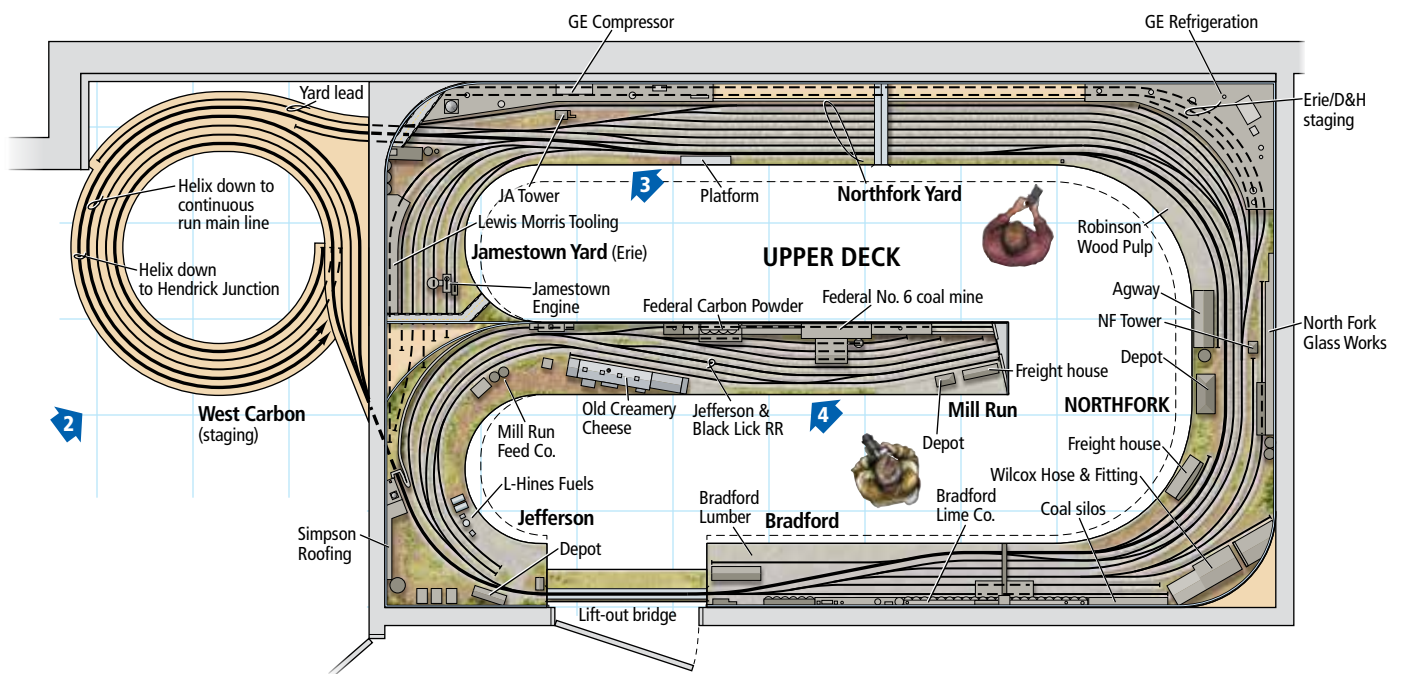 GE Compressor
GE Refrigeration
Yard lead
Erie/D&H
staging
Helix down to
continuous
run main line
JA Tower
3
Platform
Northfork Yard
Lewis Morris Tooling
Robinson
Wood Pulp
Jamestown Yard (Erie)
UPPER DECK
Helix down
to Hendrick Junction
Jamestown
Engine
Federal Carbon Powder
Federal No. 6 coal mine
Agway
NF Tower
North Fork
Glass Works
Depot
Freight house
2
West Carbon
(staging)
Old Creamery
Cheese
Jefferson &
Black Lick RR
4
Mill Run
NORTHFORK
Mill Run
Feed Co.
Depot
Freight house
Wilcox Hose & Fitting
L-Hines Fuels
Bradford
Lumber
Bradford
Bradford
Lime Co.
Coal silos
Jefferson
Simpson
Roofing
Depot
Lift-out bridge